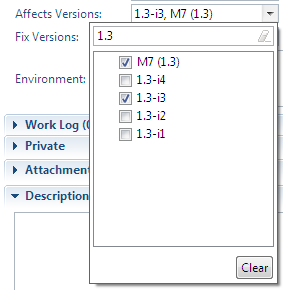 Affects Versions: 1.3-i3, M7 (1.3)
Fix Versions: 1.3
M7 (1.3)
1.3-i4
Environment:
1.3-i3
1.3-i2
Work Log (
1.3-i1
Private
Attachment
Description
Clear